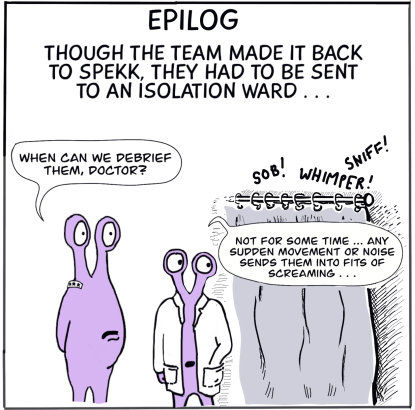 EPILOG
THOUGH THE TEAM MADE IT BACK
TO SPEKK, THEY HAD TO BE SENT
TO AN ISOLATION WARD . . .
WHEN CAN WE DEBRIEF
THEM, DOCTOR?
SOB! WHIMPER! SNIFF!
NOT FOR SOME TIME ... ANY
SUDDEN MOVEMENT OR NOISE
SENDS THEM INTO FITS OF
SCREAMING . . .